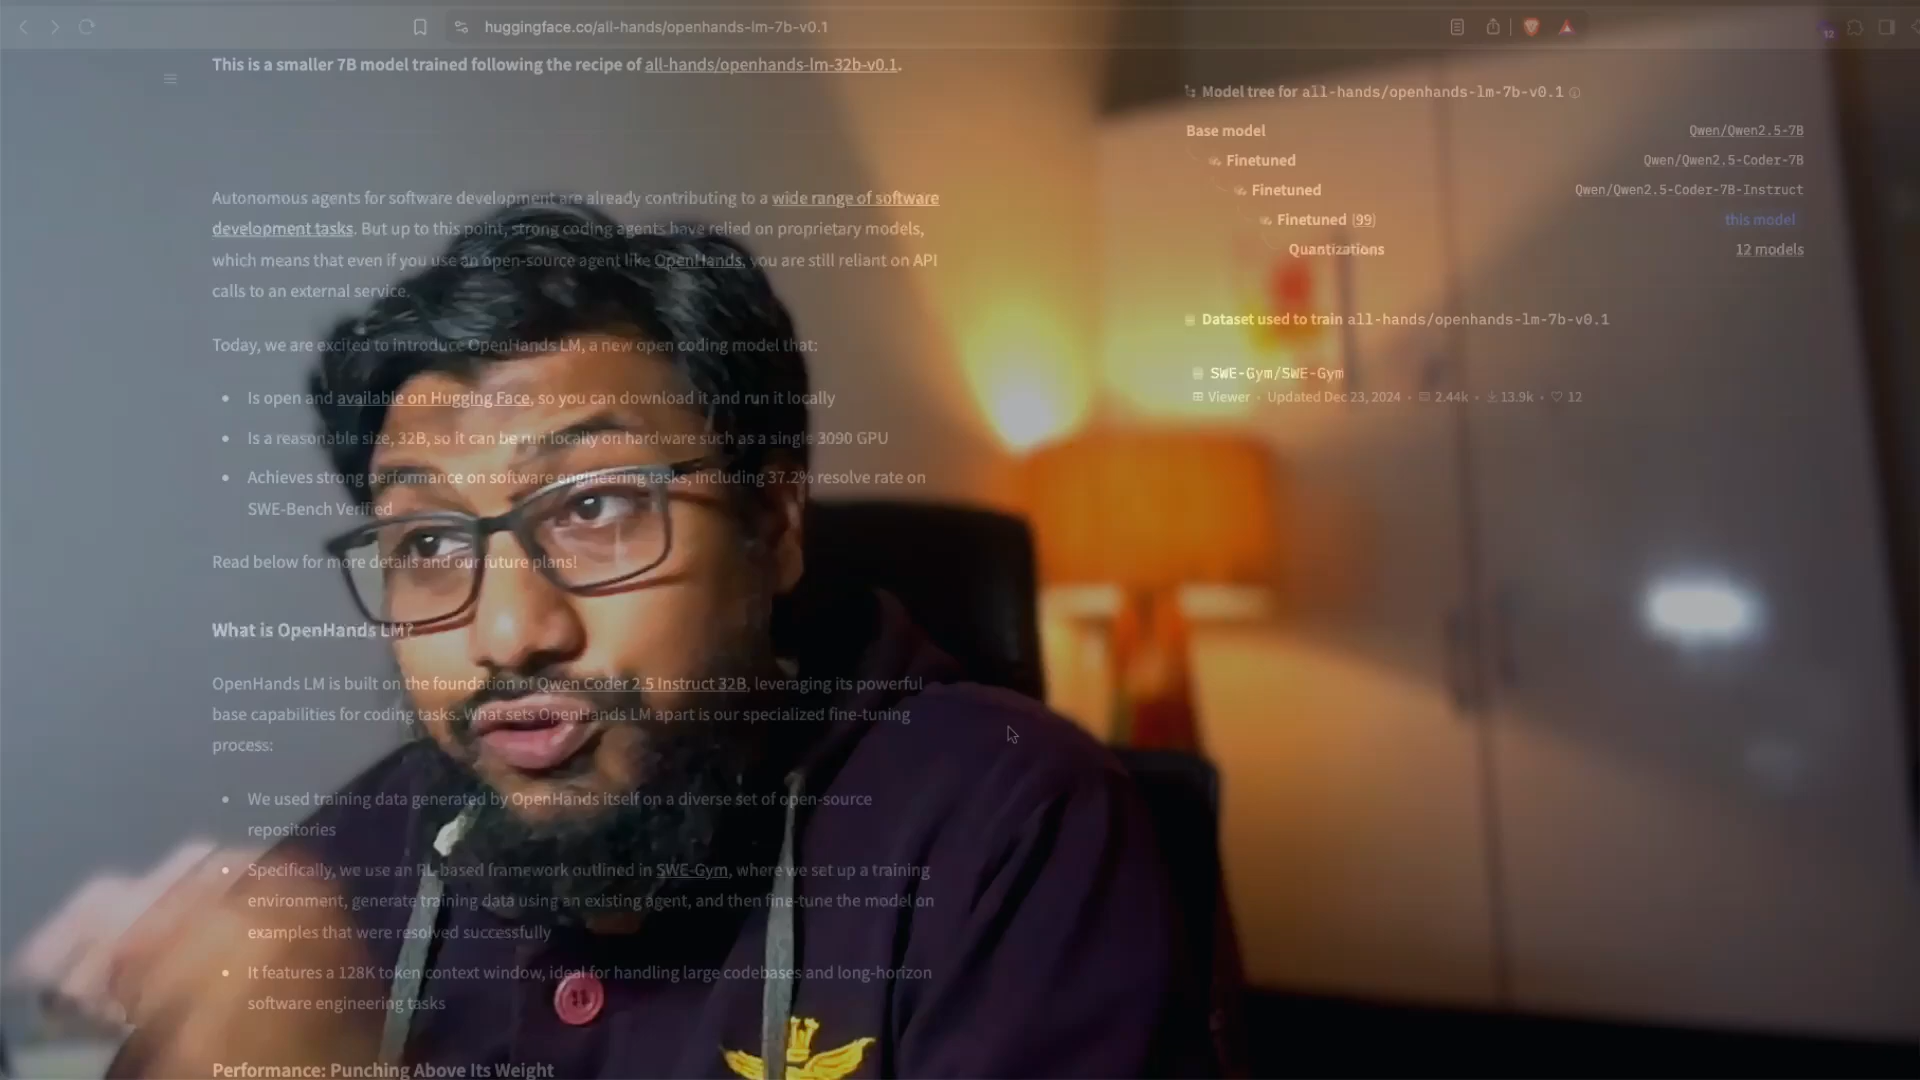 huggingface.co/all-hands/openhands-lm-7b-v0.1
12
This is a smaller 7B model trained following the recipe of all-hands/openhands-lm-32b-v0.1.
Autonomous agents for software development are already contributing to a wide range of software
development tasks. But up to this point, strong coding agents have relied on proprietary models,
which means that even if you use an open-source agent like OpenHands, you are still reliant on API
calls to an external service.
Today, we are excited to introduce OpenHands LM, a new open coding model that:
• Is open and available on Hugging Face, so you can download it and run it locally
• Is a reasonable size, 32B, so it can be run locally on hardware such as a single 3090 GPU
• Achieves strong performance on software engineering tasks, including 37.2% resolve rate on
SWE-Bench Verified
Read below for more details and our future plans!
What is OpenHands LM?
OpenHands LM is built on the foundation of Qwen Coder 2.5 Instruct 32B, leveraging its powerful
base capabilities for coding tasks. What sets OpenHands LM apart is our specialized fine-tuning
process:
• We used training data generated by OpenHands itself on a diverse set of open-source
repositories
• Specifically, we use an RL-based framework outlined in SWE-Gym, where we set up a training
environment, generate training data using an existing agent, and then fine-tune the model on
examples that were resolved successfully
• It features a 128K token context window, ideal for handling large codebases and long-horizon
software engineering tasks
Performance: Punching Above Its Weight
Model tree for all-hands/openhands-lm-7b-v0.1
Base model Qwen/Qwen2.5-7B
Finetuned Qwen/Qwen2.5-Coder-7B
Finetuned Qwen/Qwen2.5-Coder-7B-Instruct
Finetuned (99) this model
Quantizations 12 models
Dataset used to train all-hands/openhands-lm-7b-v0.1
SWE-Gym/SWE-Gym
Viewer • Updated Dec 23, 2024 • 2.44k • 13.9k • 12